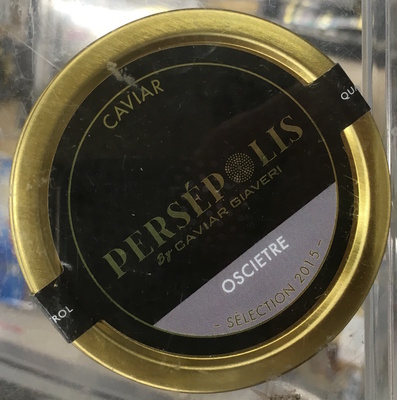 CAVIAR
PERSÉPOLIS
By CAVIAR GIAVERI
OSCIETRE
- SÉLECTION 2015 -